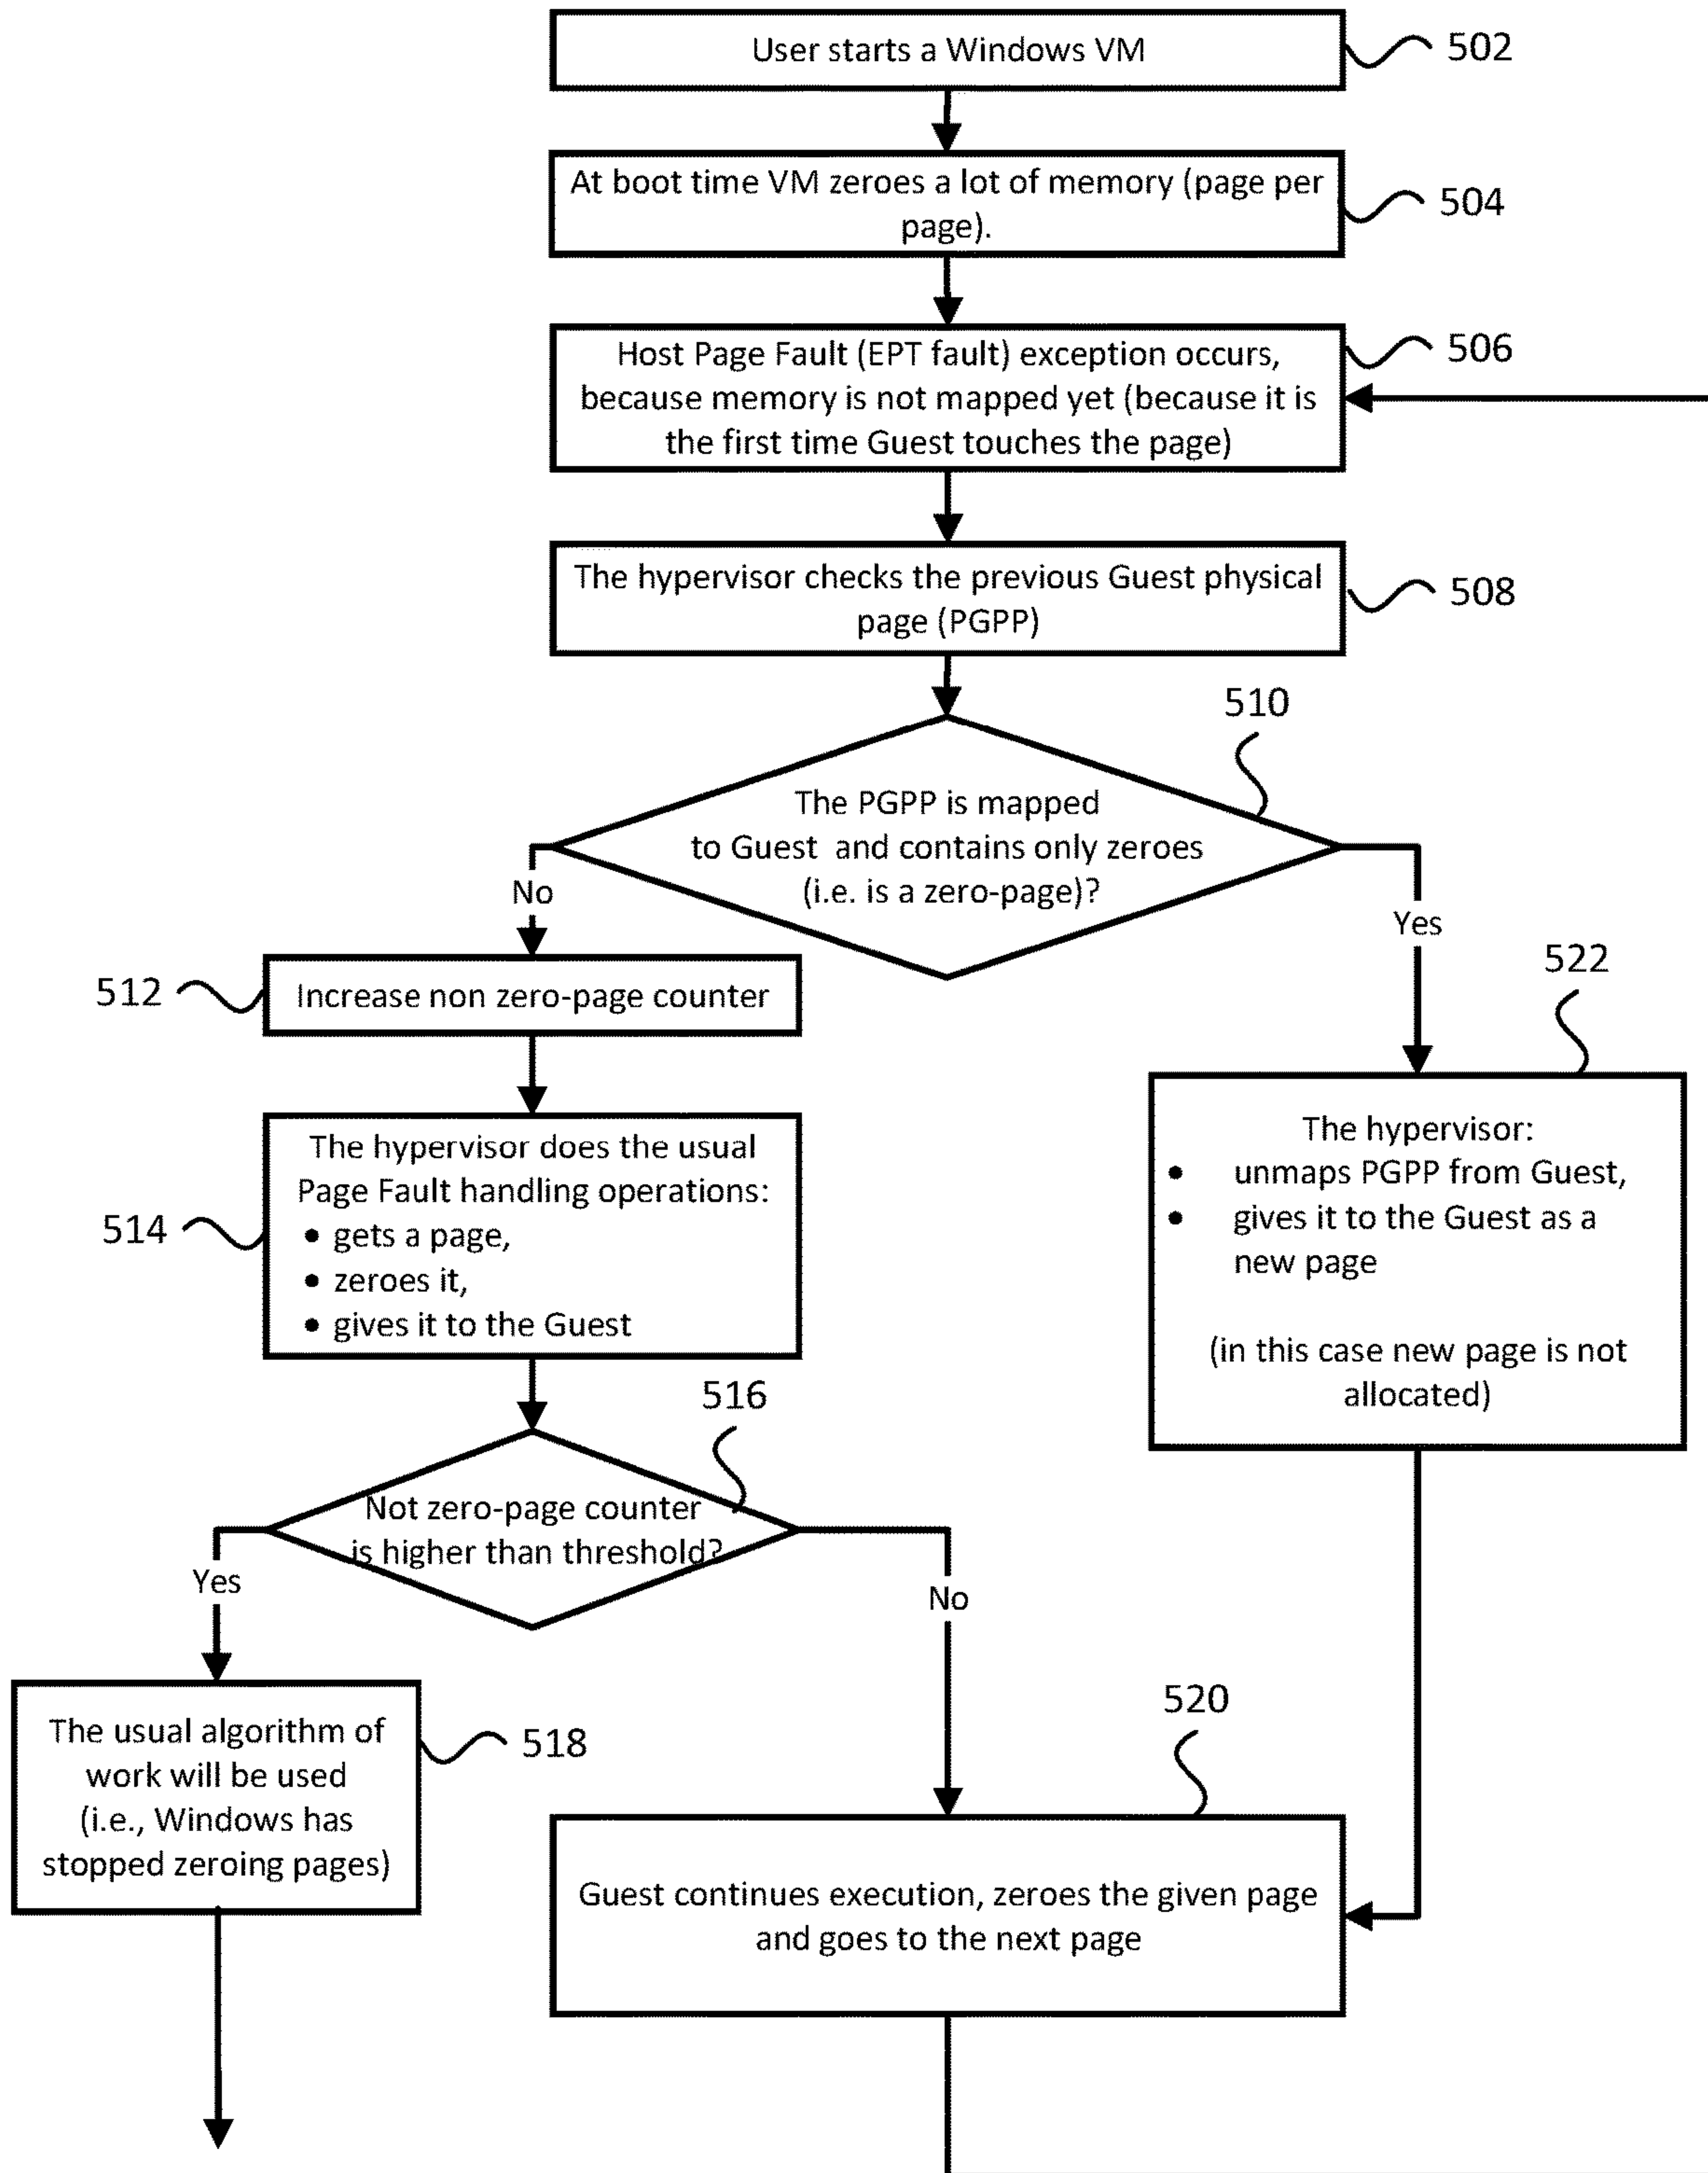 User starts a Windows VM
502
At boot time VM zeroes a lot of memory (page per
page).
504
Host Page Fault (EPT fault) exception occurs,
because memory is not mapped yet (because it is
the first time Guest touches the page)
506
The hypervisor checks the previous Guest physical
page (PGPP)
508
510
The PGPP is mapped
to Guest and contains only zeroes
(i.e. is a zero-page)?
No
Yes
512
Increase non zero-page counter
522
The hypervisor:
• unmaps PGPP from Guest,
• gives it to the Guest as a
new page
(in this case new page is not
allocated)
514
The hypervisor does the usual
Page Fault handling operations:
• gets a page,
• zeroes it,
• gives it to the Guest
516
Not zero-page counter
is higher than threshold?
Yes
No
The usual algorithm of
work will be used
(i.e., Windows has
stopped zeroing pages)
518
520
Guest continues execution, zeroes the given page
and goes to the next page